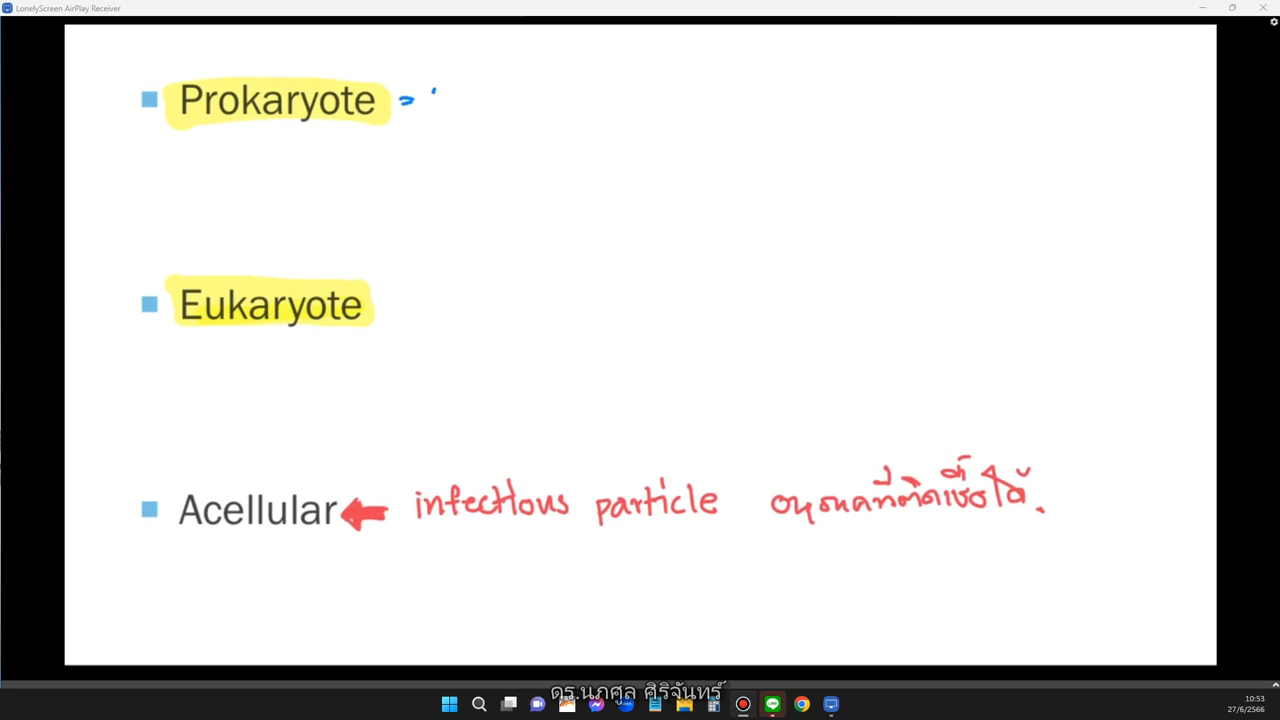 LonelyScreen AirPlay Receiver
Prokaryote =
Eukaryote
Acellular infectious particle อนุภาคที่ติดเชื้อได้.
ดร.นภศูล ศิริจันทร์
10:53
27/6/2566